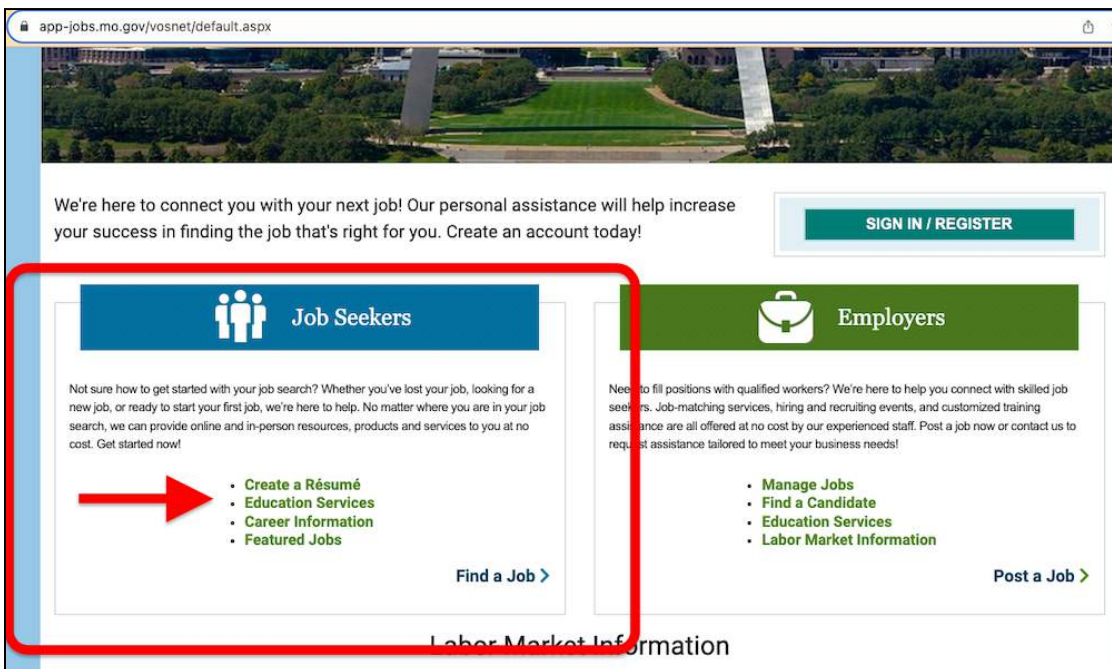 app-jobs.mo.gov/vosnet/default.aspx
We're here to connect you with your next job! Our personal assistance will help increase
your success in finding the job that's right for you. Create an account today!
SIGN IN / REGISTER
Job Seekers
Not sure how to get started with your job search? Whether you've lost your job, looking for a
new job, or ready to start your first job, we're here to help. No matter where you are in your job
search, we can provide online and in-person resources, products and services to you at no
cost. Get started now!
• Create a Résumé
• Education Services
• Career Information
• Featured Jobs
Find a Job >
Employers
Need to fill positions with qualified workers? We're here to help you connect with skilled job
seekers. Job-matching services, hiring and recruiting events, and customized training
assistance are all offered at no cost by our experienced staff. Post a job now or contact us to
request assistance tailored to meet your business needs!
• Manage Jobs
• Find a Candidate
• Education Services
• Labor Market Information
Post a Job >
Labor Market Information